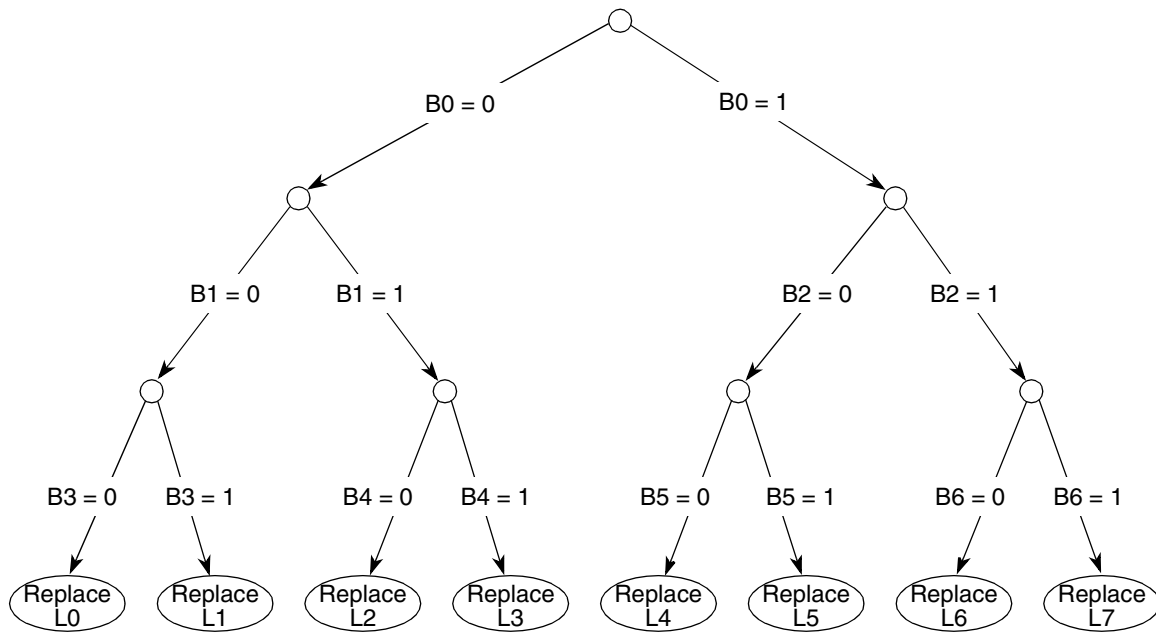 B0 = 0
B0 = 1
B1 = 0
B1 = 1
B2 = 0
B2 = 1
B3 = 0
B3 = 1
B4 = 0
B4 = 1
B5 = 0
B5 = 1
B6 = 0
B6 = 1
Replace
L0
Replace
L1
Replace
L2
Replace
L3
Replace
L4
Replace
L5
Replace
L6
Replace
L7